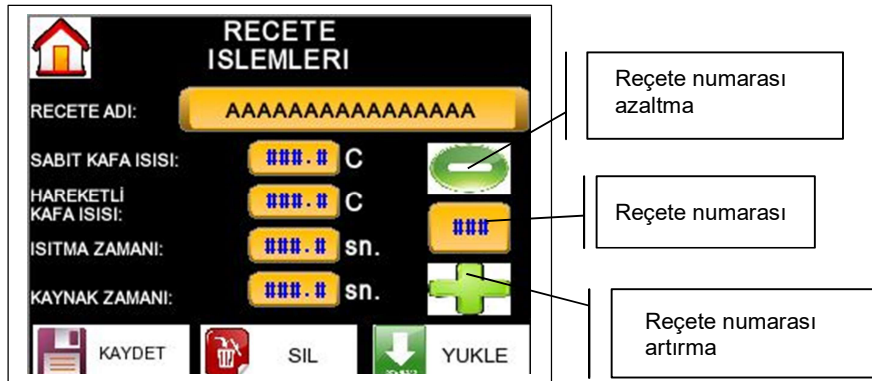 RECETE
ISLEMLERI
RECETE ADI: AAAAAAAAAAAAAAAA
SABIT KAFA ISISI: ###.# C
HAREKETLİ
KAFA ISISI: ###.# C
ISITMA ZAMANI: ###.# sn.
KAYNAK ZAMANI: ###.# sn.
###
KAYDET
SIL
YUKLE
Reçete numarası
azaltma
Reçete numarası
Reçete numarası
artırma